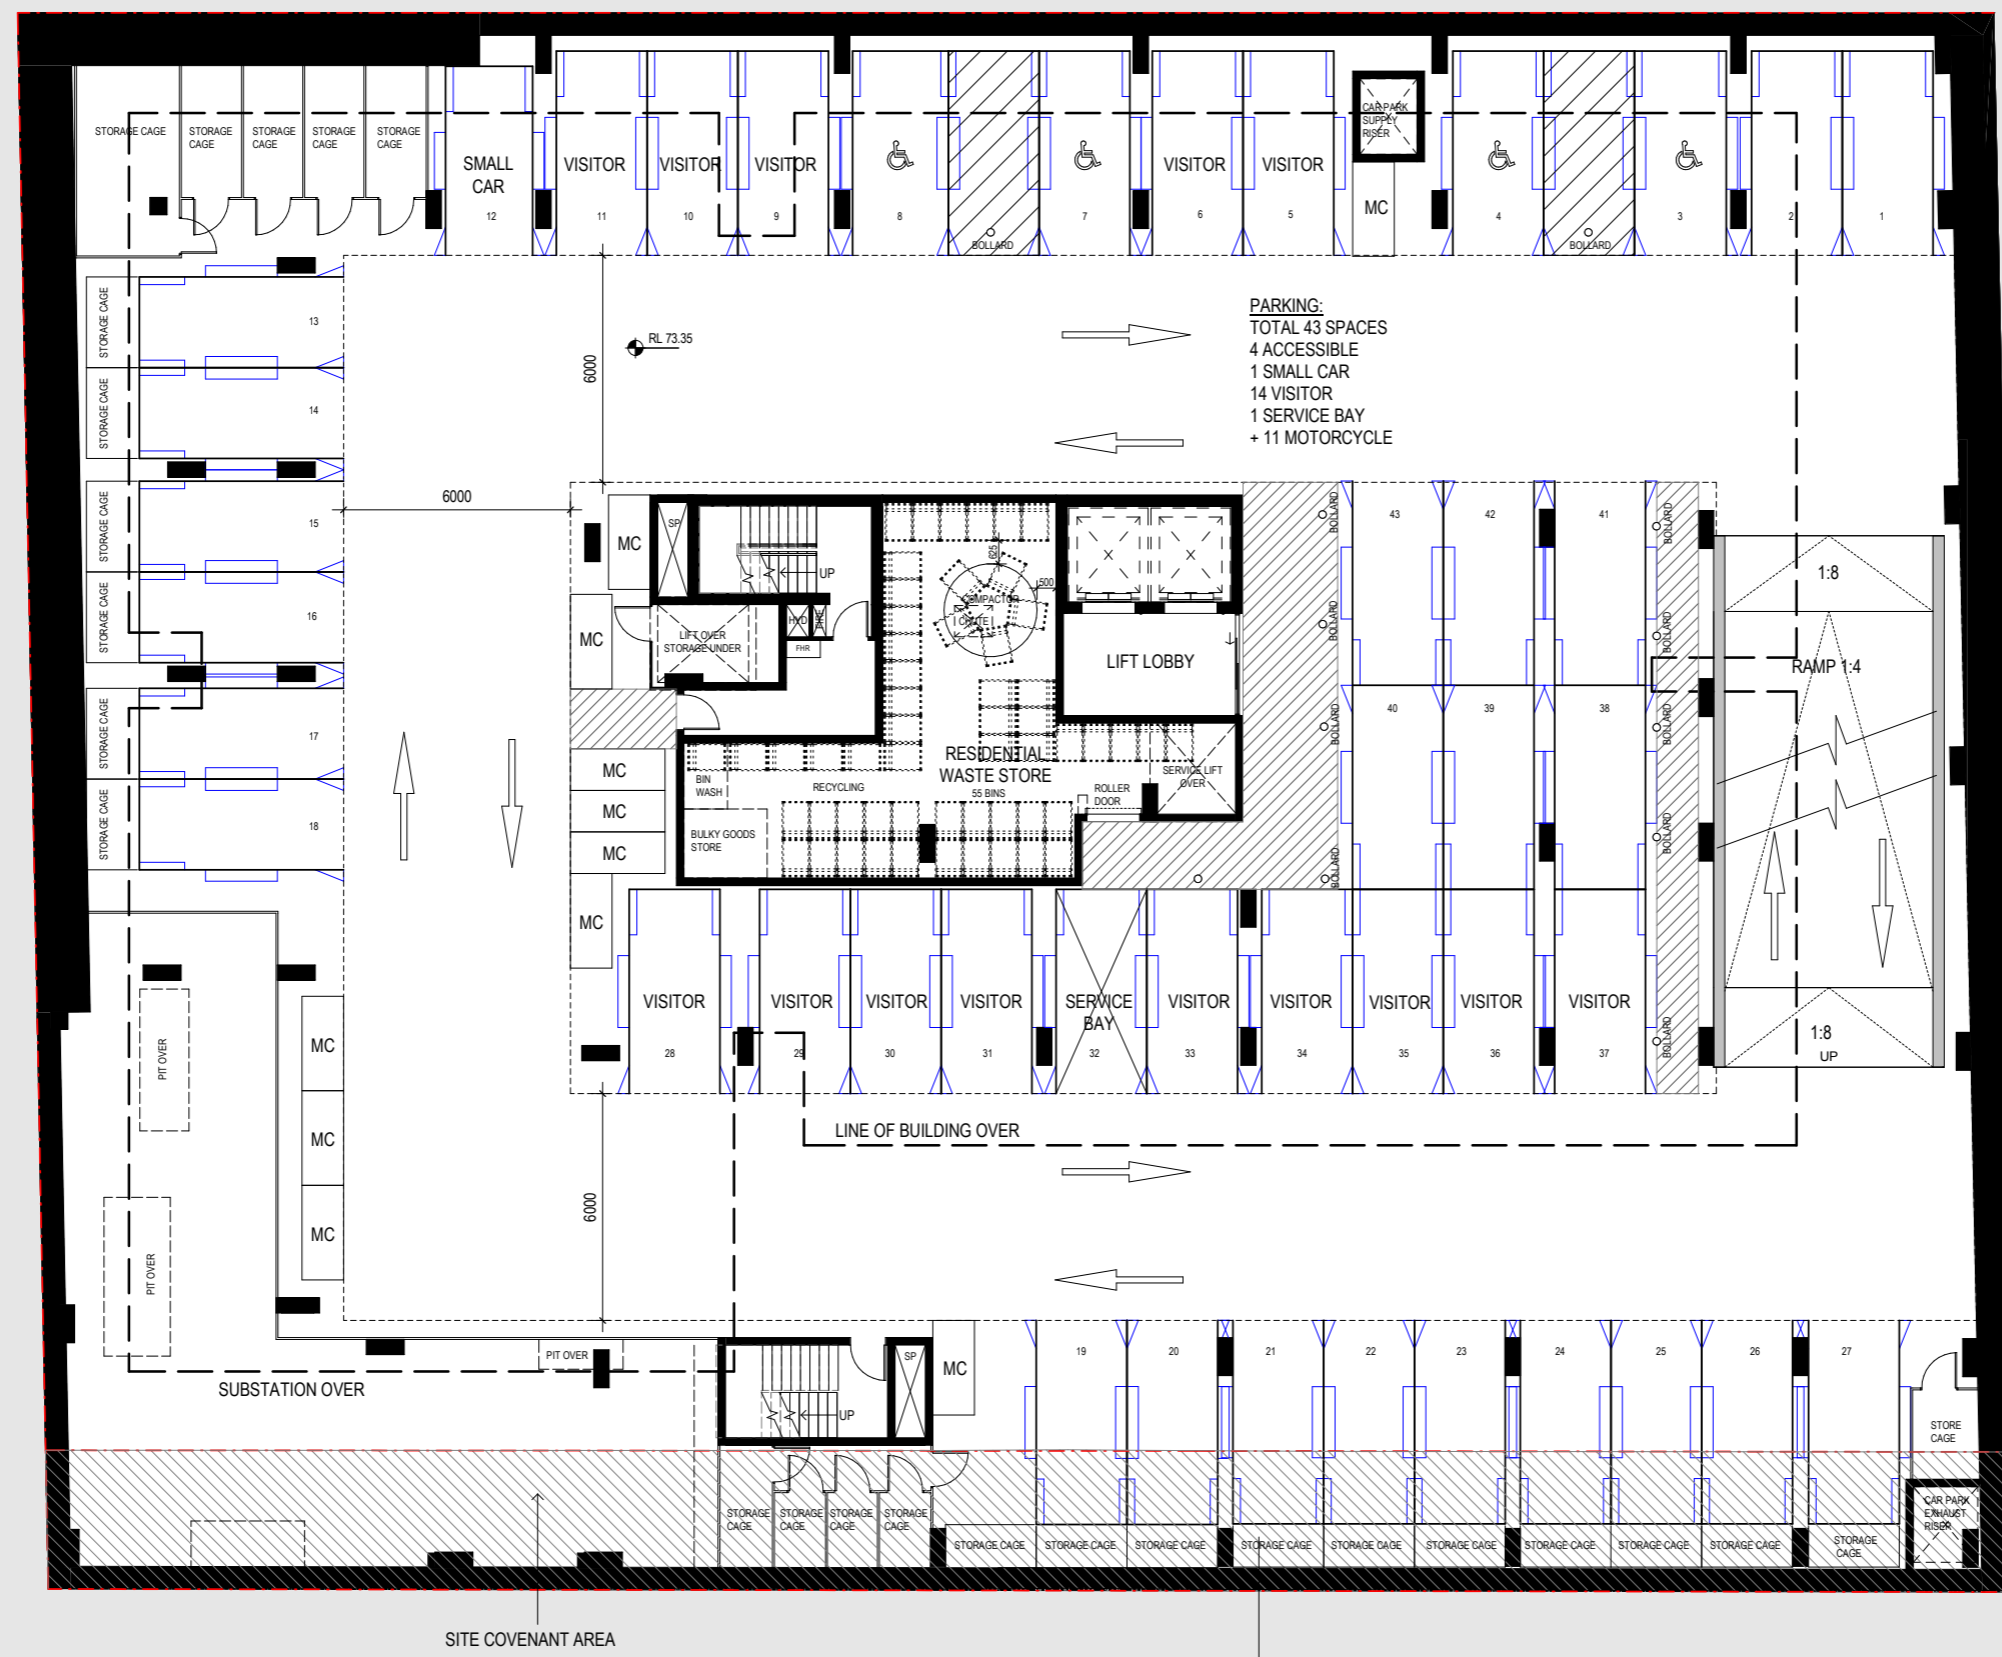 STORAGE CAGE
STORAGE
CAGE
STORAGE
CAGE
STORAGE
CAGE
STORAGE
CAGE
SMALL
CAR
12
VISITOR
11
VISITOR
10
VISITOR
9
8
BOLLARD
7
VISITOR
6
VISITOR
5
CAR PARK
SUPPLY
RISER
MC
4
BOLLARD
3
2
1
STORAGE CAGE
13
STORAGE CAGE
14
STORAGE CAGE
15
STORAGE CAGE
16
STORAGE CAGE
17
STORAGE CAGE
18
6000
RL 73.35
6000
PARKING:
TOTAL 43 SPACES
4 ACCESSIBLE
1 SMALL CAR
14 VISITOR
1 SERVICE BAY
+ 11 MOTORCYCLE
MC
SP
UP
MC
LIFT OVER
STORAGE UNDER
HYD
FHR
625
500
COMPACTOR
CHUTE
LIFT LOBBY
BOLLARD
BOLLARD
BOLLARD
BOLLARD
43
42
41
40
39
38
BOLLARD
BOLLARD
BOLLARD
BOLLARD
BOLLARD
1:8
RAMP 1:4
1:8
UP
MC
MC
MC
MC
BIN
WASH
RECYCLING
BULKY GOODS
STORE
RESIDENTIAL
WASTE STORE
55 BINS
ROLLER
DOOR
SERVICE LIFT
OVER
VISITOR
28
VISITOR
29
VISITOR
30
VISITOR
31
SERVICE
BAY
32
VISITOR
33
VISITOR
34
VISITOR
35
VISITOR
36
VISITOR
37
PIT OVER
PIT OVER
MC
MC
MC
LINE OF BUILDING OVER
6000
PIT OVER
SUBSTATION OVER
SP
UP
MC
19
20
21
22
23
24
25
26
27
STORE
CAGE
CAR PARK
EXHAUST
RISER
STORAGE
CAGE
STORAGE
CAGE
STORAGE
CAGE
STORAGE
CAGE
STORAGE CAGE
STORAGE CAGE
STORAGE CAGE
STORAGE CAGE
STORAGE CAGE
STORAGE CAGE
STORAGE CAGE
STORAGE CAGE
STORAGE CAGE
STORAGE
CAGE
SITE COVENANT AREA